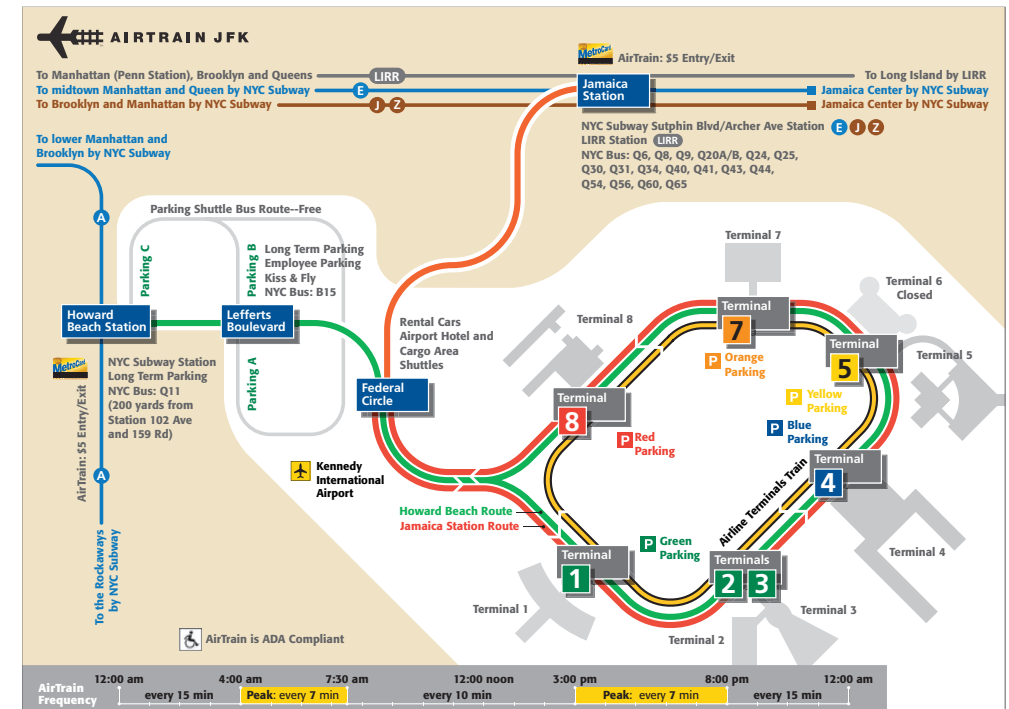 AIRTRAIN JFK
MetroCard
AirTrain: $5 Entry/Exit
To Manhattan (Penn Station), Brooklyn and Queens
LIRR
To Long Island by LIRR
To midtown Manhattan and Queen by NYC Subway
E
Jamaica Center by NYC Subway
To Brooklyn and Manhattan by NYC Subway
J Z
Jamaica Center by NYC Subway
Jamaica
Station
NYC Subway Sutphin Blvd/Archer Ave Station E J Z
LIRR Station LIRR
NYC Bus: Q6, Q8, Q9, Q20A/B, Q24, Q25,
Q30, Q31, Q34, Q40, Q41, Q43, Q44,
Q54, Q56, Q60, Q65
To lower Manhattan and
Brooklyn by NYC Subway
A
Parking Shuttle Bus Route--Free
Parking C
Parking B
Long Term Parking
Employee Parking
Kiss & Fly
NYC Bus: B15
Howard
Beach Station
Lefferts
Boulevard
Parking A
MetroCard
AirTrain: $5 Entry/Exit
NYC Subway Station
Long Term Parking
NYC Bus: Q11
(200 yards from
Station 102 Ave
and 159 Rd)
A
To the Rockaways
by NYC Subway
Rental Cars
Airport Hotel and
Cargo Area
Shuttles
Federal
Circle
Kennedy
International
Airport
Howard Beach Route
Jamaica Station Route
Terminal 7
Terminal
7
Terminal 6
Closed
Terminal 8
P Orange
Parking
Terminal
5
Terminal 5
P Yellow
Parking
Terminal
8
P Blue
Parking
P Red
Parking
Terminal
4
Airline Terminals Train
P Green
Parking
Terminal 4
Terminal
1
Terminals
2 3
Terminal 1
Terminal 3
Terminal 2
AirTrain is ADA Compliant
AirTrain
Frequency
12:00 am 4:00 am 7:30 am 12:00 noon 3:00 pm 8:00 pm 12:00 am
every 15 min Peak: every 7 min every 10 min Peak: every 7 min every 15 min